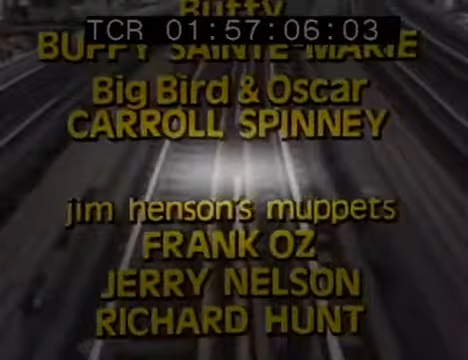 Buffy
TCR 01:57:06:03
BUFFY SAINTE-MARIE
Big Bird & Oscar
CARROLL SPINNEY
jim henson's muppets
FRANK OZ
JERRY NELSON
RICHARD HUNT